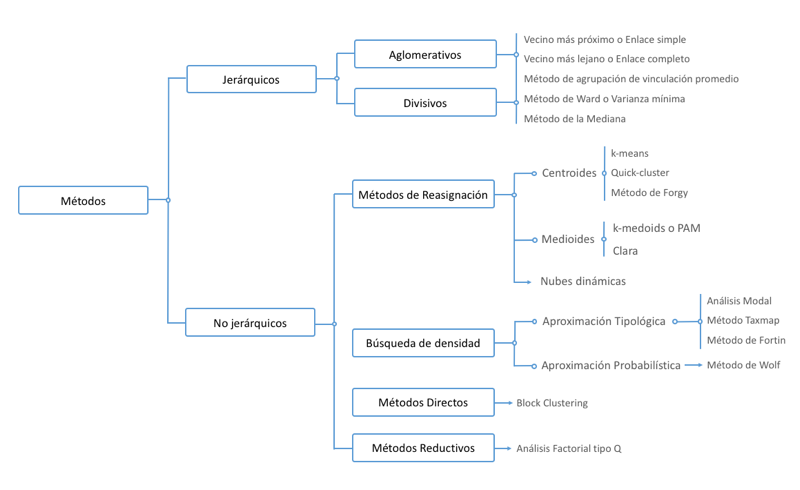 Métodos
Jerárquicos
Aglomerativos
Divisivos
Vecino más próximo o Enlace simple
Vecino más lejano o Enlace completo
Método de agrupación de vinculación promedio
Método de Ward o Varianza mínima
Método de la Mediana
No jerárquicos
Métodos de Reasignación
Centroides
k-means
Quick-cluster
Método de Forgy
Medioides
k-medoids o PAM
Clara
Nubes dinámicas
Búsqueda de densidad
Aproximación Tipológica
Análisis Modal
Método Taxmap
Método de Fortin
Aproximación Probabilística
Método de Wolf
Métodos Directos
Block Clustering
Métodos Reductivos
Análisis Factorial tipo Q